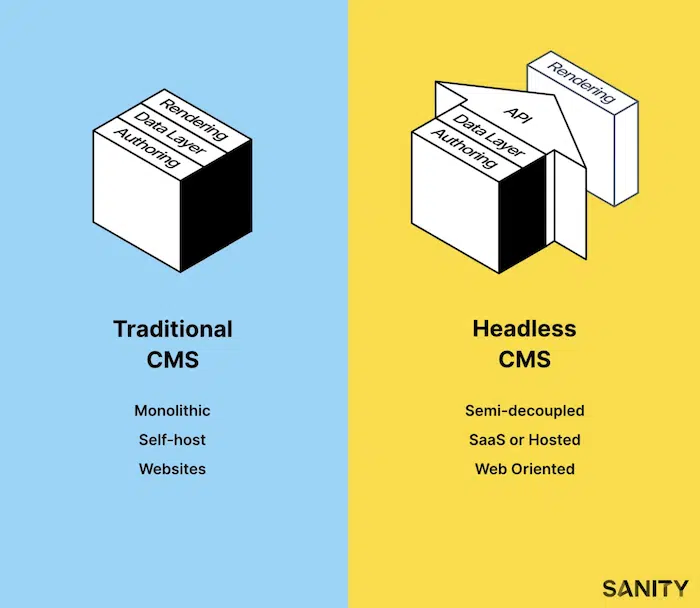 Rendering
Data Layer
Authoring
Traditional
CMS
Monolithic
Self-host
Websites
Rendering
API
Data Layer
Authoring
Headless
CMS
Semi-decoupled
SaaS or Hosted
Web Oriented
SANITY